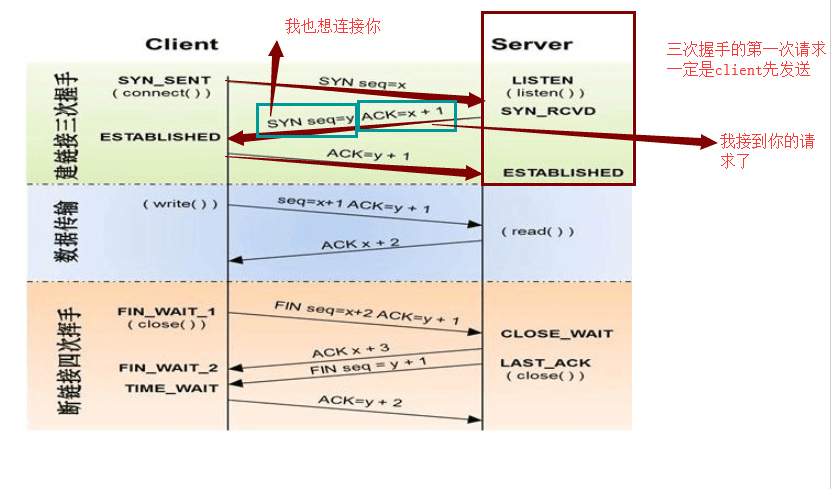 我也想连接你
Client
Server
三次握手的第一次请求
一定是client先发送
建链接三次握手
SYN_SENT
(connect())
SYN seq=x
LISTEN
(listen())
SYN seq=y
ACK=x + 1
SYN_RCVD
ESTABLISHED
我接到你的请
求了
ACK=y + 1
ESTABLISHED
数据传输
(write())
seq=x+1 ACK=y + 1
(read())
ACK x + 2
断链接四次挥手
FIN_WAIT_1
(close())
FIN seq=x+2 ACK=y + 1
CLOSE_WAIT
ACK x + 3
FIN_WAIT_2
FIN seq = y + 1
LAST_ACK
(close())
TIME_WAIT
ACK=y + 2